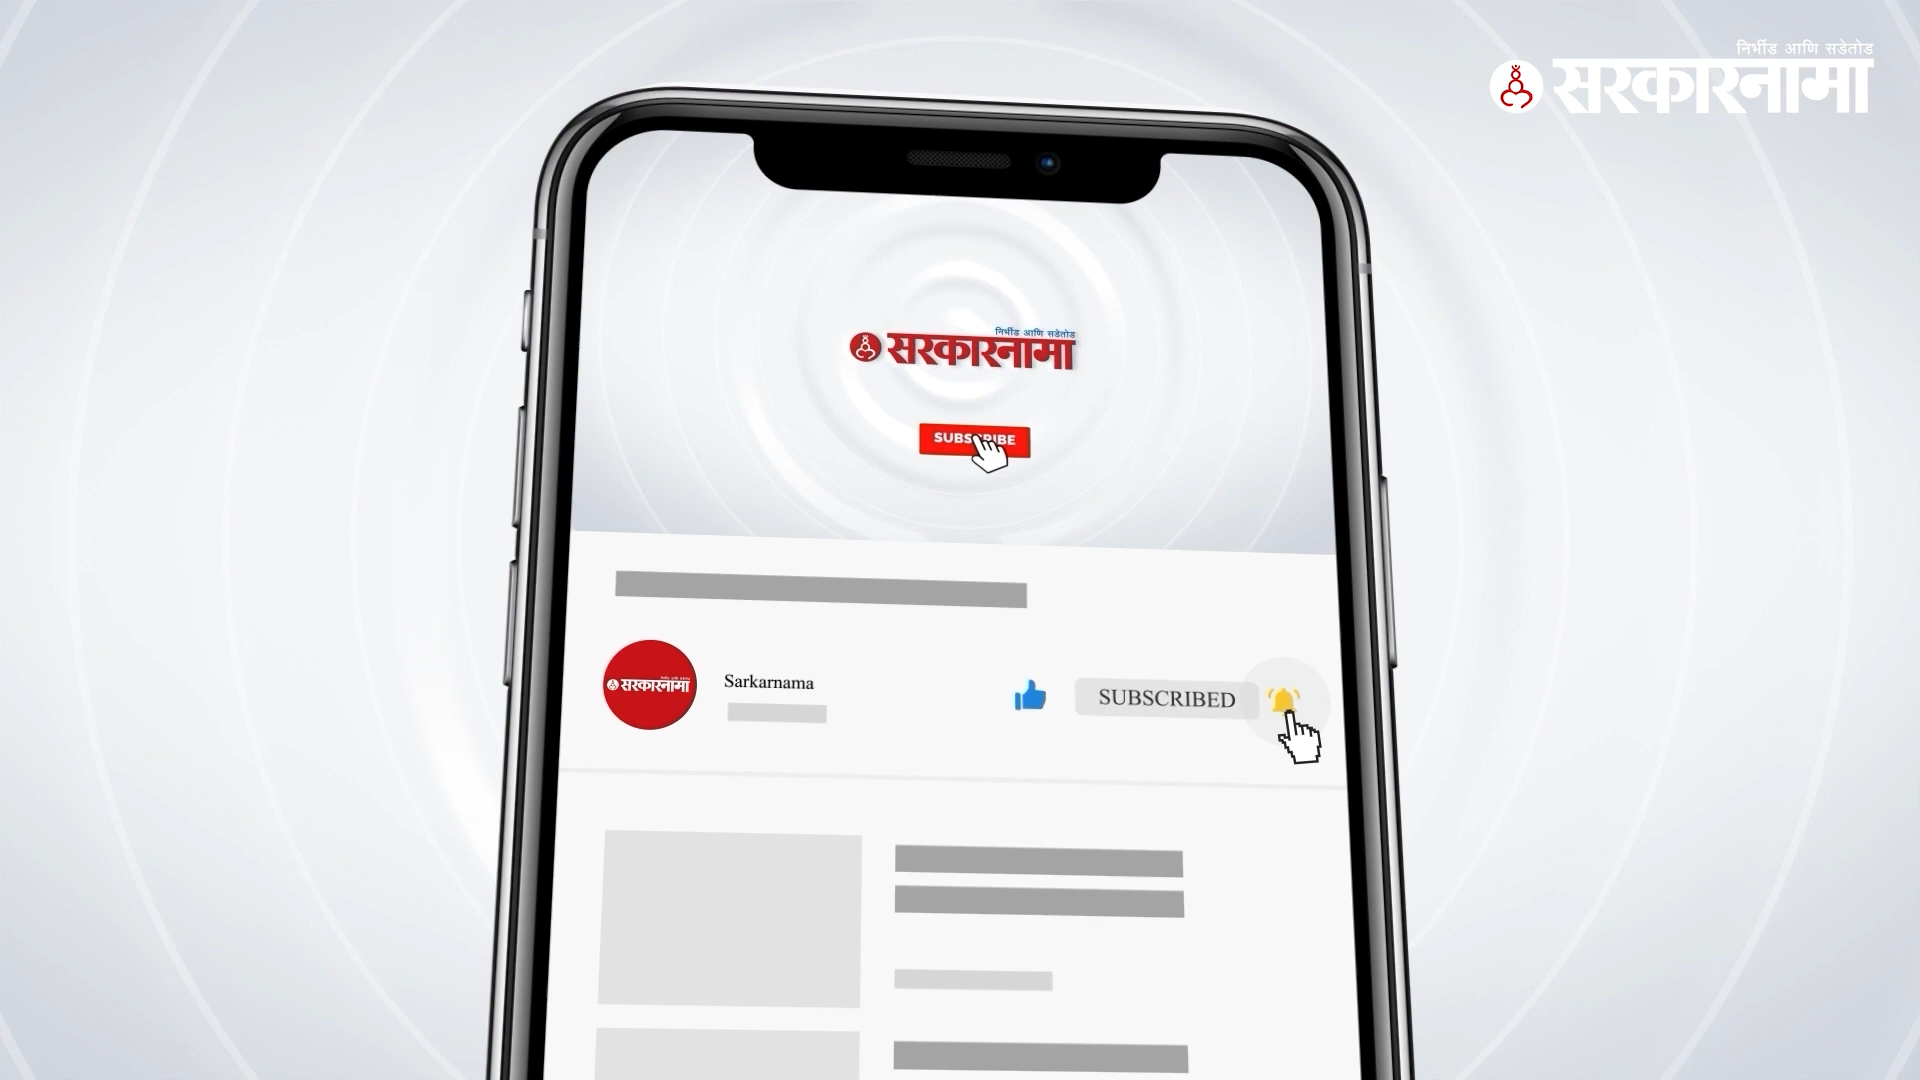 निर्भीड आणि सडेतोड
सरकारनामा
निर्भीड आणि सडेतोड
सरकारनामा
SUBSCRIBE
सरकारनामा
Sarkarnama
SUBSCRIBED